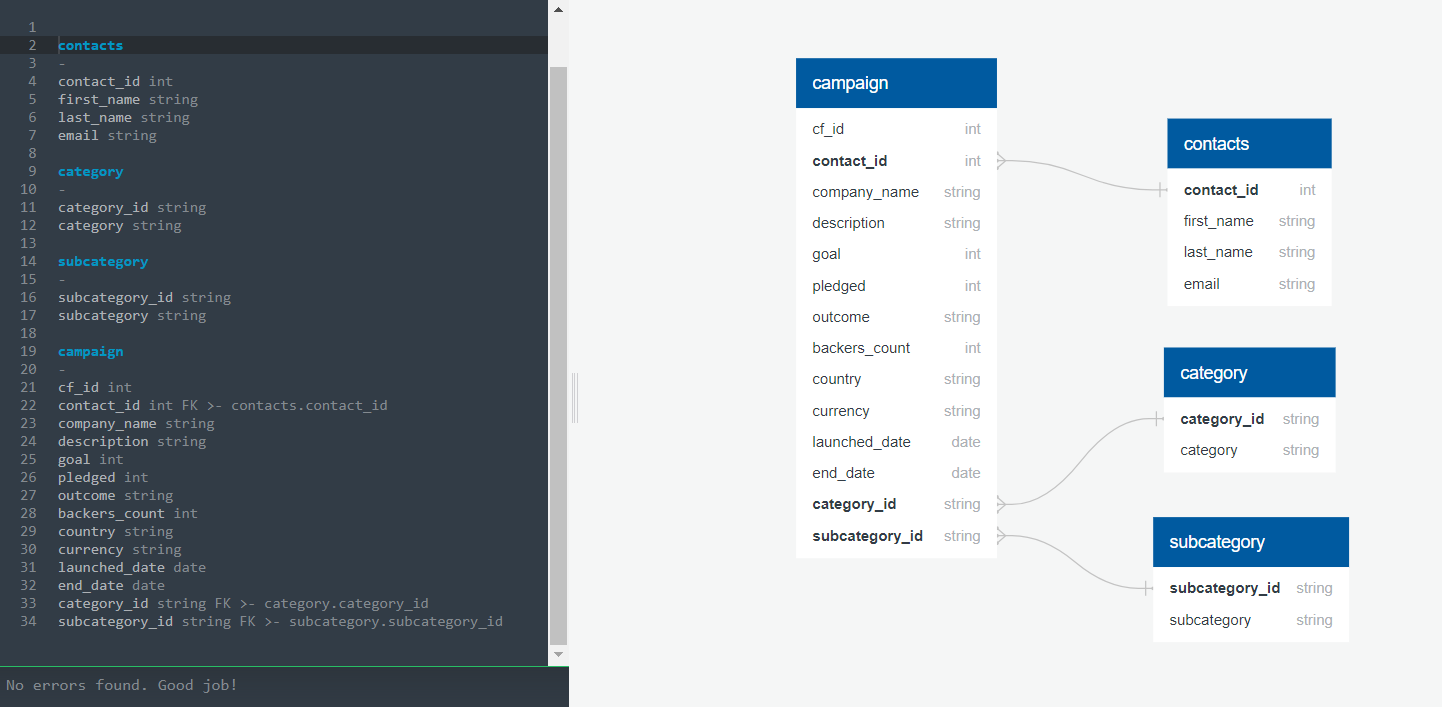 1
2 contacts
3 -
4 contact_id int
5 first_name string
6 last_name string
7 email string
8
9 category
10 -
11 category_id string
12 category string
13
14 subcategory
15 -
16 subcategory_id string
17 subcategory string
18
19 campaign
20 -
21 cf_id int
22 contact_id int FK >- contacts.contact_id
23 company_name string
24 description string
25 goal int
26 pledged int
27 outcome string
28 backers_count int
29 country string
30 currency string
31 launched_date date
32 end_date date
33 category_id string FK >- category.category_id
34 subcategory_id string FK >- subcategory.subcategory_id
No errors found. Good job!
campaign
cf_id int
contact_id int
company_name string
description string
goal int
pledged int
outcome string
backers_count int
country string
currency string
launched_date date
end_date date
category_id string
subcategory_id string
contacts
contact_id int
first_name string
last_name string
email string
category
category_id string
category string
subcategory
subcategory_id string
subcategory string